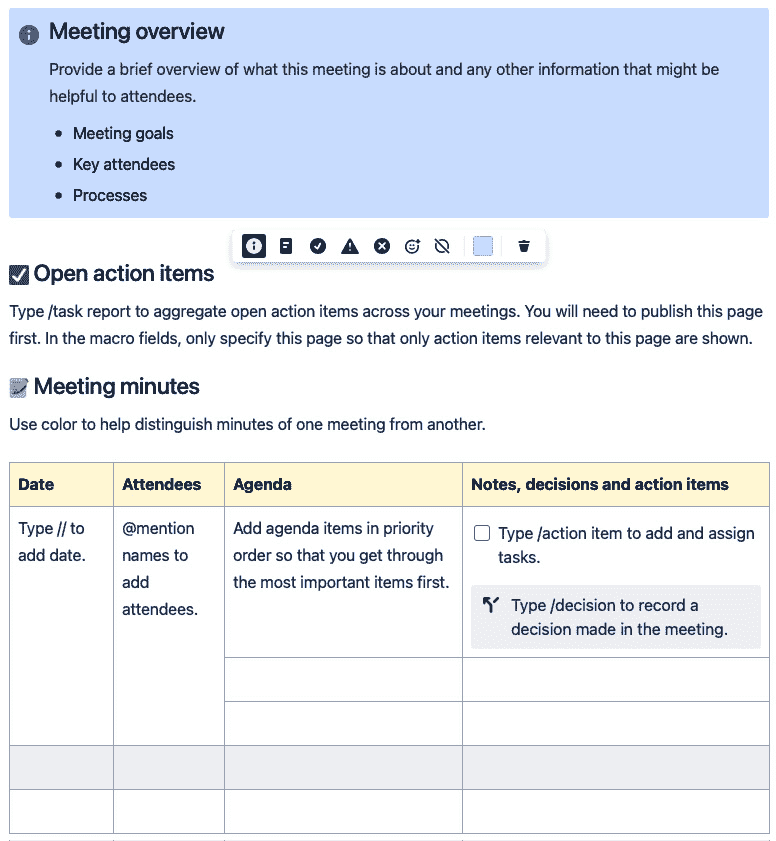 Meeting overview
Provide a brief overview of what this meeting is about and any other information that might be
helpful to attendees.
Meeting goals
Key attendees
Processes
Open action items
Type /task report to aggregate open action items across your meetings. You will need to publish this page
first. In the macro fields, only specify this page so that only action items relevant to this page are shown.
Meeting minutes
Use color to help distinguish minutes of one meeting from another.
Date
Attendees
Agenda
Notes, decisions and action items
Type // to
add date.
@mention
names to
add
attendees.
Add agenda items in priority
order so that you get through
the most important items first.
Type /action item to add and assign
tasks.
Type /decision to record a
decision made in the meeting.